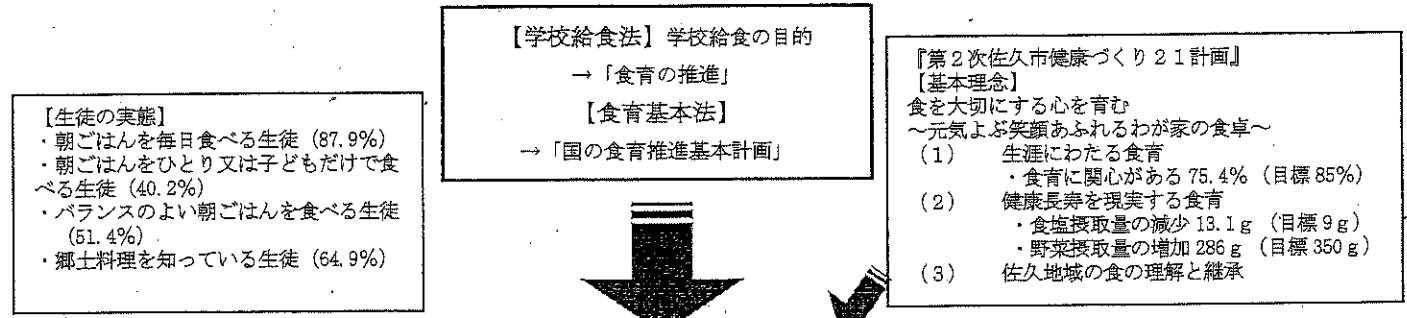 【学校給食法】学校給食の目的
→「食育の推進」
【食育基本法】
→「国の食育推進基本計画」
【生徒の実態】
・朝ごはんを毎日食べる生徒(87.9%)
・朝ごはんをひとり又は子どもだけで食
べる生徒(40.2%)
・バランスのよい朝ごはんを食べる生徒
(51.4%)
・郷土料理を知っている生徒(64.9%)
『第2次佐久市健康づくり21計画』
【基本理念】
食を大切にする心を育む
~元気よぶ笑顔あふれるわが家の食卓~
(1) 生涯にわたる食育
・食育に関心がある 75.4%(目標 85%)
(2) 健康長寿を現実する食育
・食塩摂取量の減少 13.1g(目標 9g)
・野菜摂取量の増加 286g(目標 350g)
(3) 佐久地域の食の理解と継承